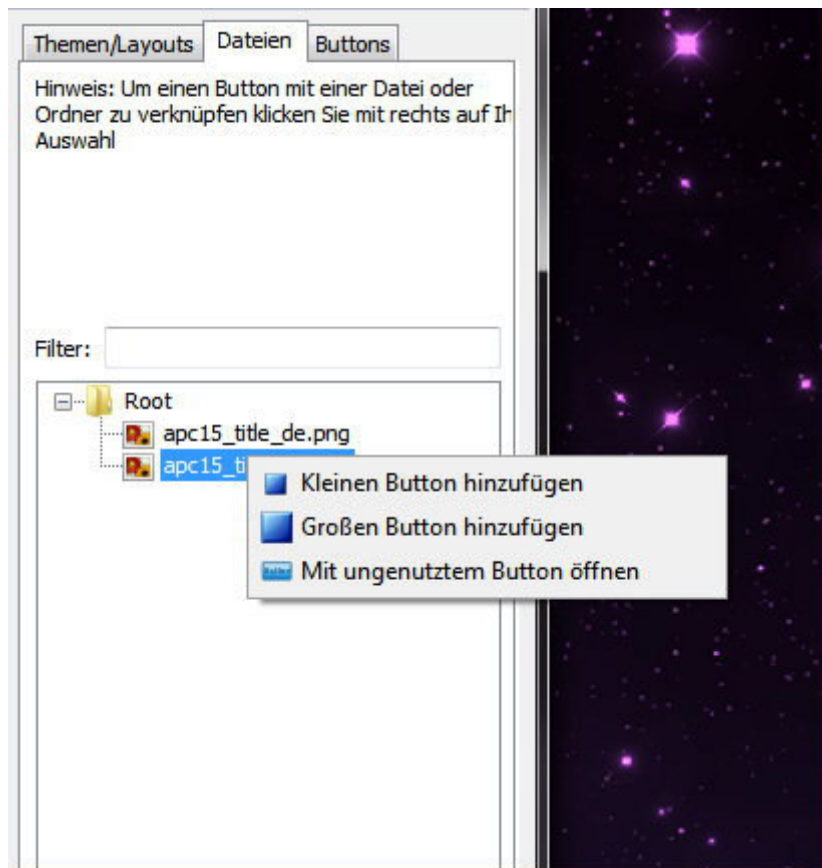 Themen/Layouts Dateien Buttons
Hinweis: Um einen Button mit einer Datei oder
Ordner zu verknüpfen klicken Sie mit rechts auf Ih
Auswahl
Filter:
Root
apc15_title_de.png
apc15_ti
Kleinen Button hinzufügen
Großen Button hinzufügen
Mit ungenutztem Button öffnen